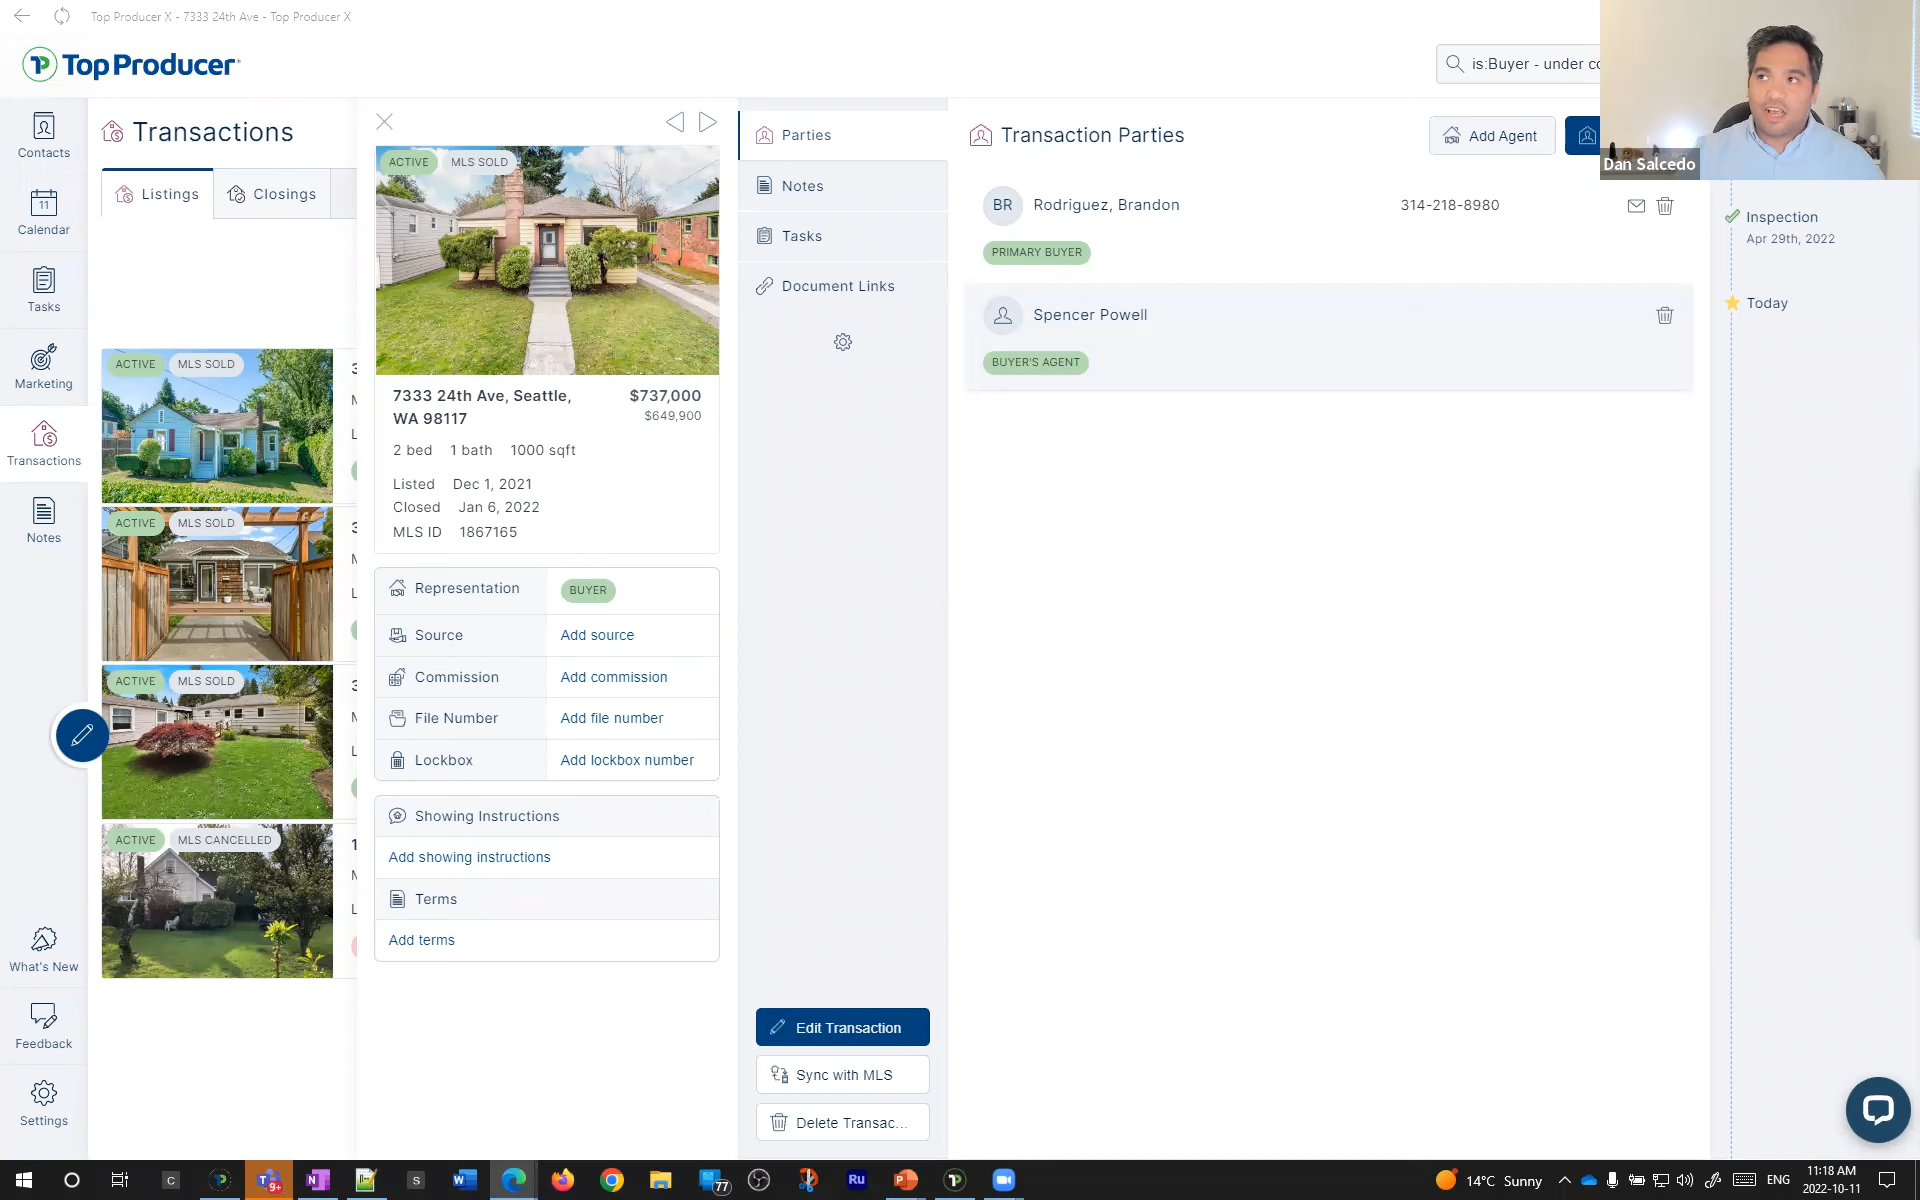 Top Producer X - 7333 24th Ave - Top Producer X
Top Producer
is:Buyer - under co
Dan Salcedo
Contacts
11
Calendar
Tasks
Marketing
Transactions
Notes
What's New
Feedback
Settings
Transactions
Listings
Closings
ACTIVE MLS SOLD
ACTIVE MLS SOLD
ACTIVE MLS SOLD
ACTIVE MLS CANCELLED
ACTIVE MLS SOLD
7333 24th Ave, Seattle, $737,000
WA 98117 $649,900
2 bed 1 bath 1000 sqft
Listed Dec 1, 2021
Closed Jan 6, 2022
MLS ID 1867165
Representation BUYER
Source Add source
Commission Add commission
File Number Add file number
Lockbox Add lockbox number
Showing Instructions
Add showing instructions
Terms
Add terms
Parties
Notes
Tasks
Document Links
Edit Transaction
Sync with MLS
Delete Transac...
Transaction Parties
Add Agent
BR Rodriguez, Brandon 314-218-8980
PRIMARY BUYER
Spencer Powell
BUYER'S AGENT
Inspection
Apr 29th, 2022
Today
14°C Sunny
ENG
11:18 AM
2022-10-11